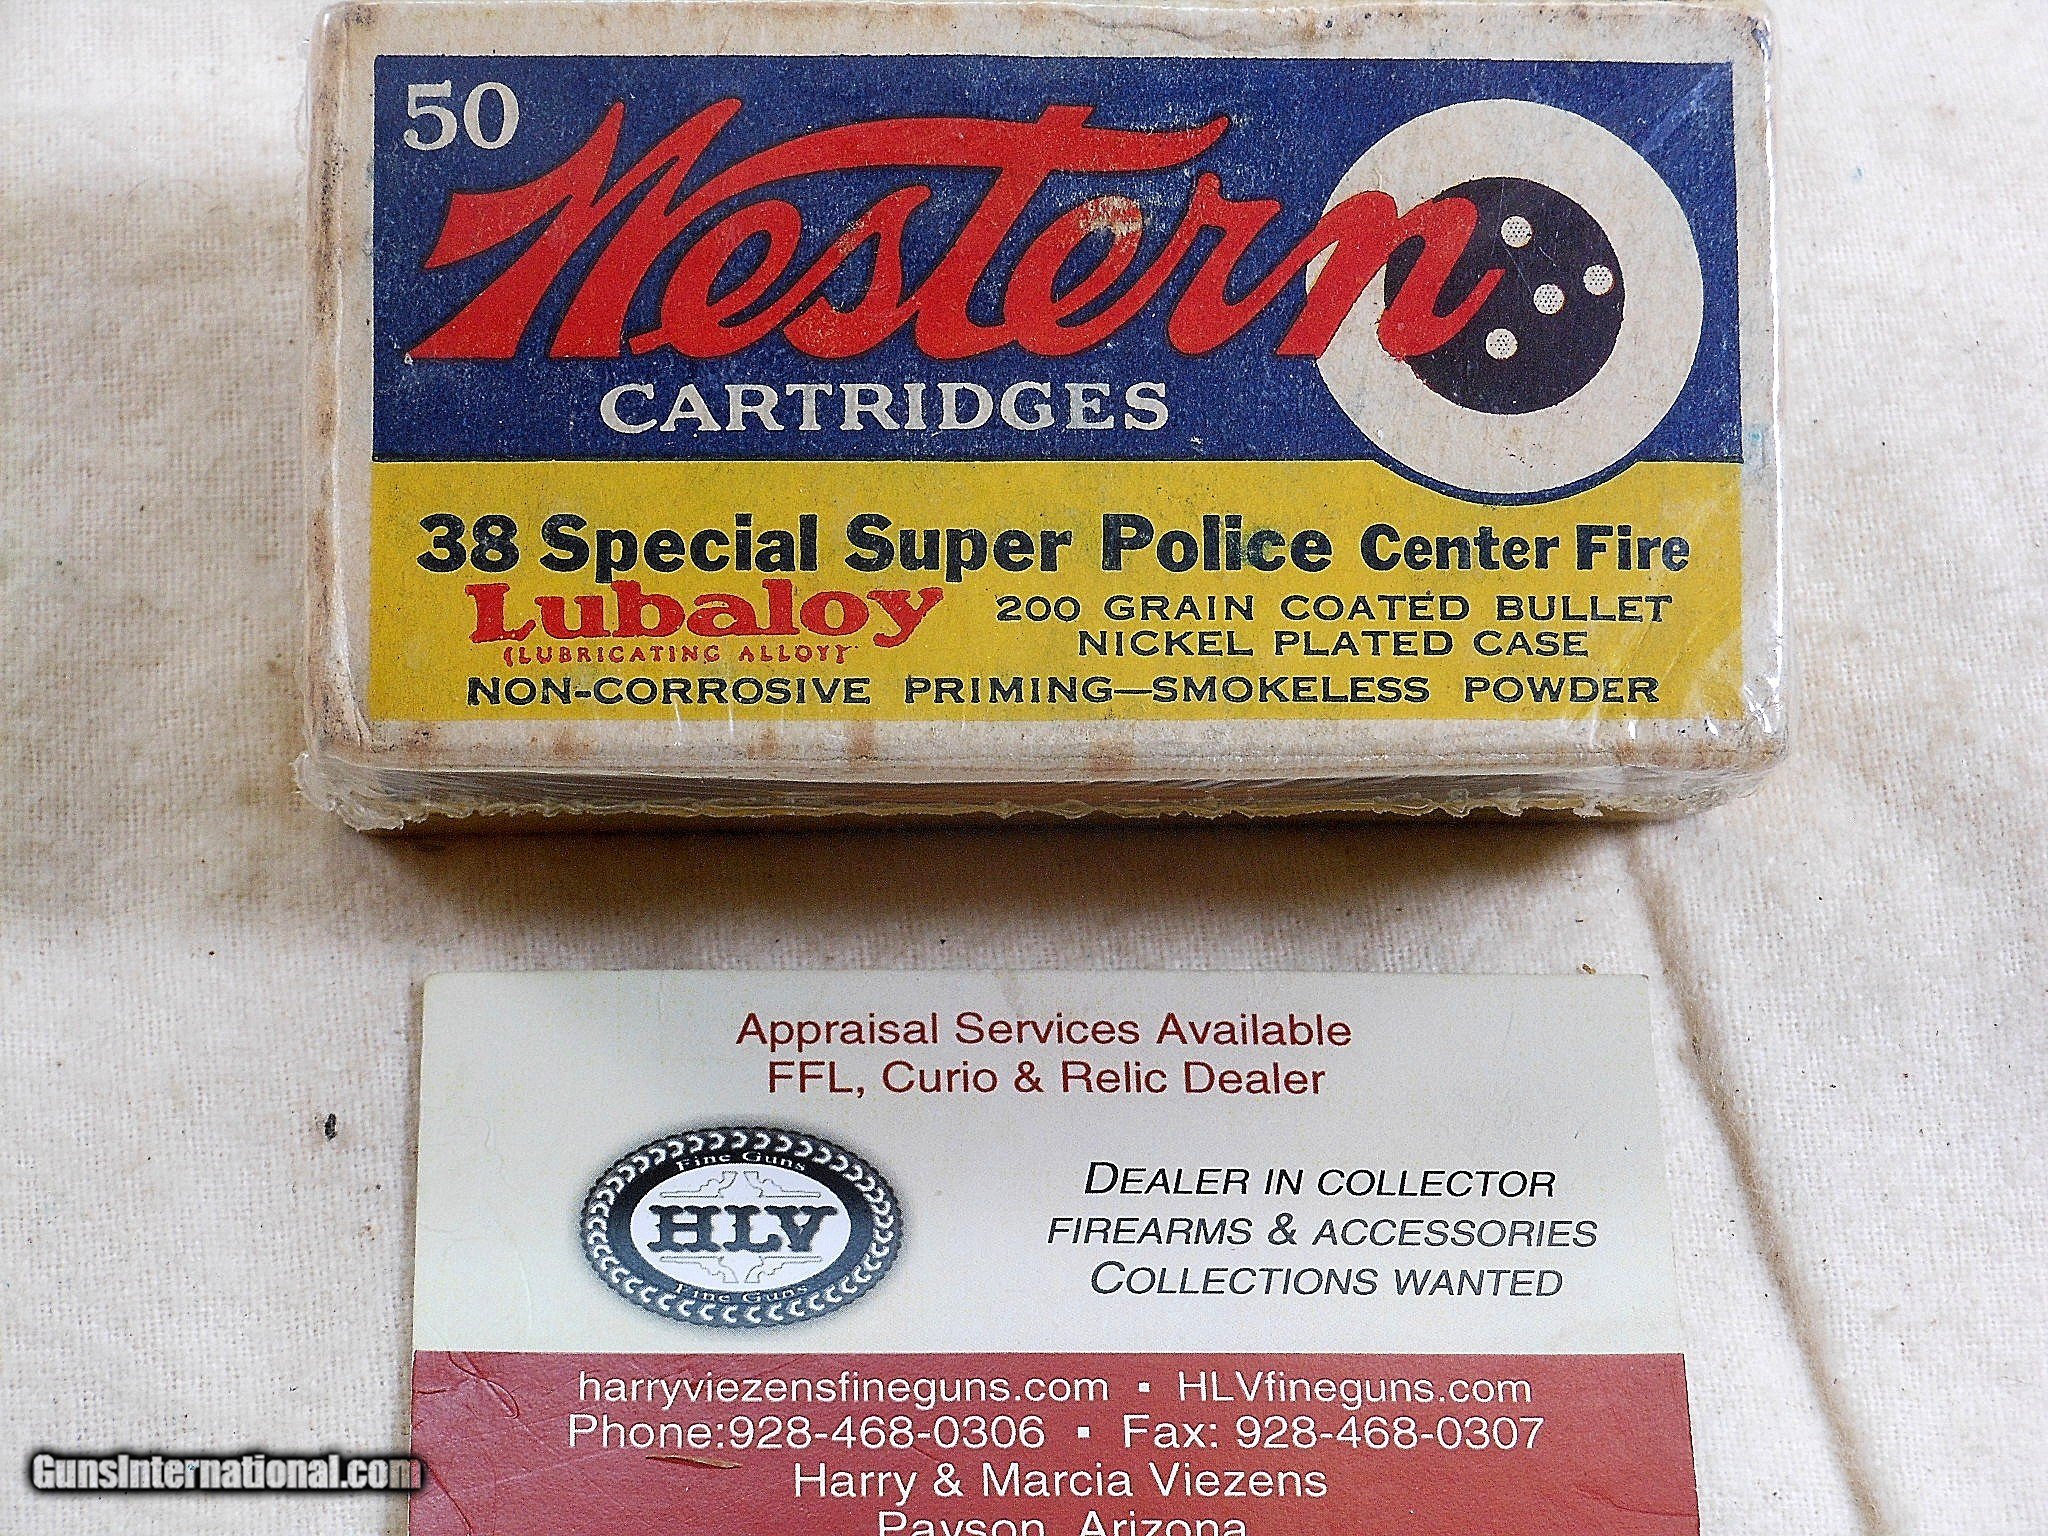 50
Western
CARTRIDGES
38 Special Super Police Center Fire
Lubaloy
(LUBRICATING ALLOY)
200 GRAIN COATED BULLET
NICKEL PLATED CASE
NON-CORROSIVE PRIMING—SMOKELESS POWDER
Appraisal Services Available
FFL, Curio & Relic Dealer
Fine Guns
HLV
Fine Guns
DEALER IN COLLECTOR
FIREARMS & ACCESSORIES
COLLECTIONS WANTED
harryviezensfineguns.com ▪ HLVfineguns.com
Phone:928-468-0306 ▪ Fax: 928-468-0307
Harry & Marcia Viezens
Payson, Arizona
GunsInternational.com